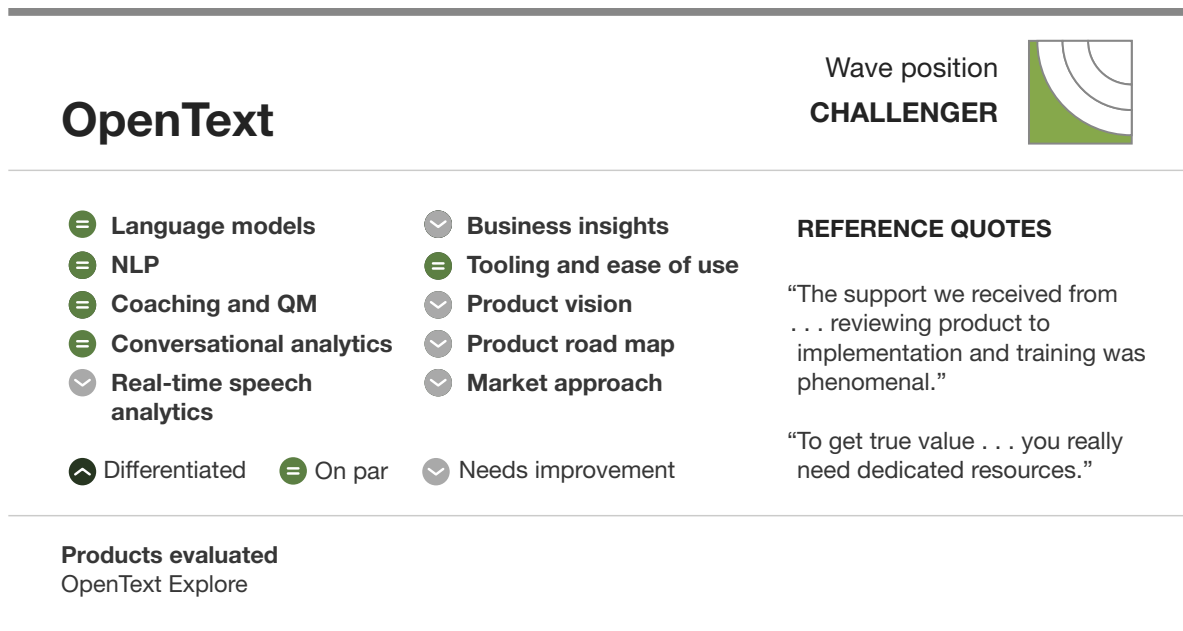 OpenText
Wave position
CHALLENGER
Language models
NLP
Coaching and QM
Conversational analytics
Real-time speech
analytics
Business insights
Tooling and ease of use
Product vision
Product road map
Market approach
Differentiated
On par
Needs improvement
REFERENCE QUOTES
“The support we received from
. . . reviewing product to
implementation and training was
phenomenal.”
“To get true value . . . you really
need dedicated resources.”
Products evaluated
OpenText Explore